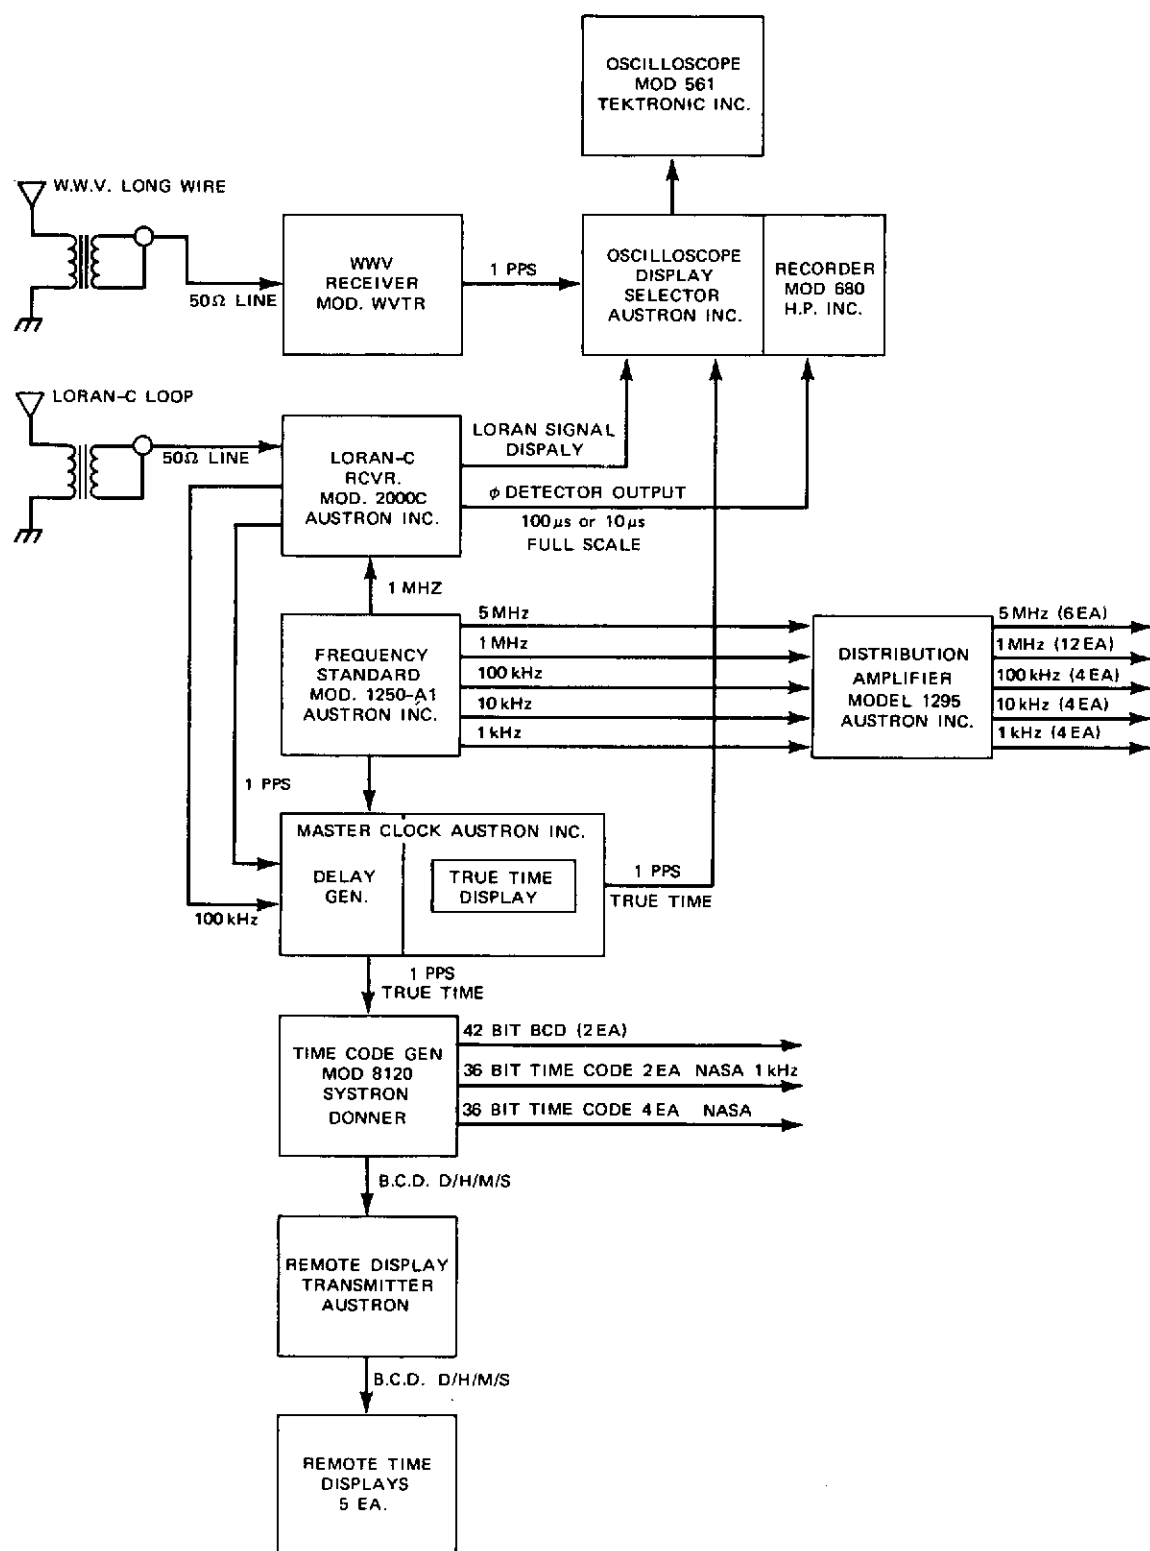 OSCILLOSCOPE
MOD 561
TEKTRONIC INC.
W.W.V. LONG WIRE
50Ω LINE
WWV
RECEIVER
MOD. WVTR
1 PPS
OSCILLOSCOPE
DISPLAY
SELECTOR
AUSTRON INC.
RECORDER
MOD 680
H.P. INC.
LORAN-C LOOP
50Ω LINE
LORAN-C
RCVR.
MOD. 2000C
AUSTRON INC.
LORAN SIGNAL
DISPALY
φ DETECTOR OUTPUT
100 μs or 10 μs
FULL SCALE
1 MHZ
FREQUENCY
STANDARD
MOD. 1250-A1
AUSTRON INC.
5 MHz
1 MHz
100 kHz
10 kHz
1 kHz
DISTRIBUTION
AMPLIFIER
MODEL 1295
AUSTRON INC.
5 MHz (6 EA)
1 MHz (12 EA)
100 kHz (4 EA)
10 kHz (4 EA)
1 kHz (4 EA)
1 PPS
100 kHz
MASTER CLOCK AUSTRON INC.
DELAY
GEN.
TRUE TIME
DISPLAY
1 PPS
TRUE TIME
1 PPS
TRUE TIME
TIME CODE GEN
MOD 8120
SYSTRON
DONNER
42 BIT BCD (2 EA)
36 BIT TIME CODE 2 EA NASA 1 kHz
36 BIT TIME CODE 4 EA NASA
B.C.D. D/H/M/S
REMOTE DISPLAY
TRANSMITTER
AUSTRON
B.C.D. D/H/M/S
REMOTE TIME
DISPLAYS
5 EA.